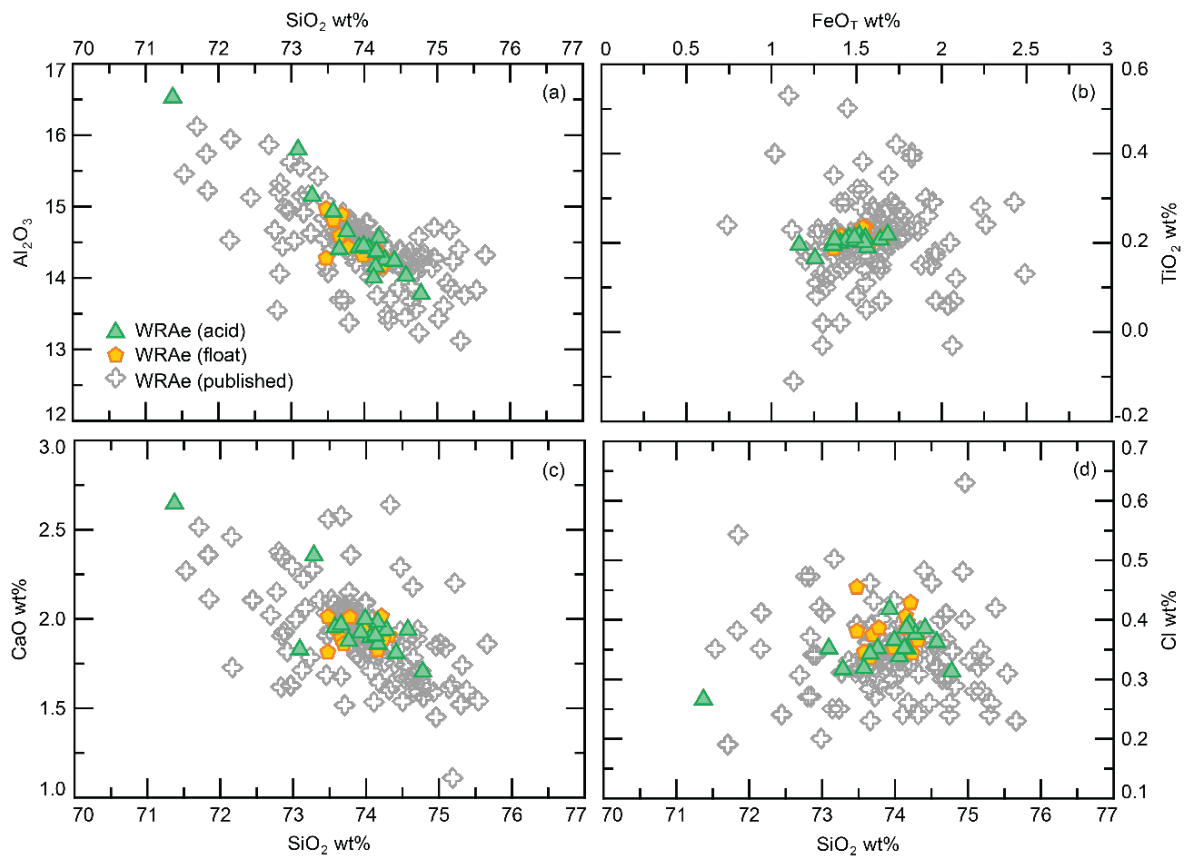 SiO2 wt%
FeOT wt%
70 71 72 73 74 75 76 77
0 0.5 1 1.5 2 2.5 3
17
16
15
14
13
12
Al2O3
(a)
WRAe (acid)
WRAe (float)
WRAe (published)
(b)
0.6
0.4
0.2
0.0
-0.2
TiO2 wt%
3.0
2.5
2.0
1.5
1.0
CaO wt%
(c)
(d)
0.7
0.6
0.5
0.4
0.3
0.2
0.1
Cl wt%
70 71 72 73 74 75 76 77
70 71 72 73 74 75 76 77
SiO2 wt%
SiO2 wt%